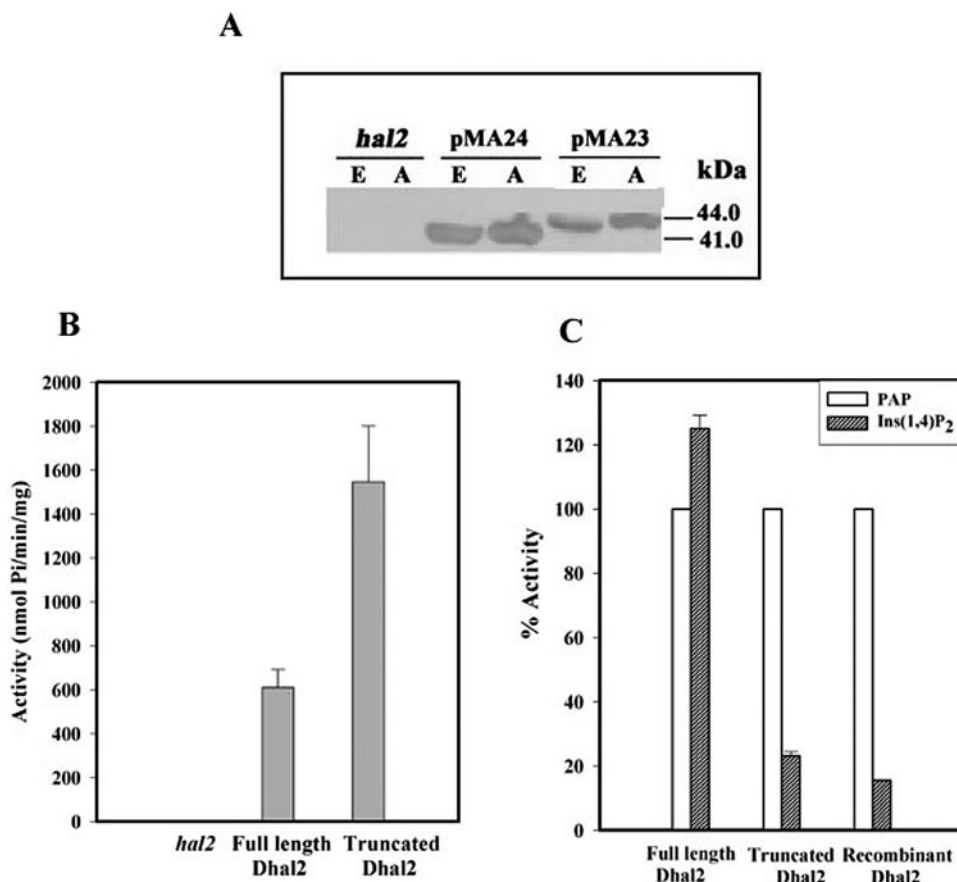 A
hal2 pMA24 pMA23
E A E A E A kDa
44.0
41.0
B
Activity (nmol Pi/min/mg)
2000
1800
1600
1400
1200
1000
800
600
400
200
0
hal2 Full length Truncated
Dhal2 Dhal2
C
% Activity
140
120
100
80
60
40
20
0
PAP
Ins(1,4)P2
Full length Truncated Recombinant
Dhal2 Dhal2 Dhal2